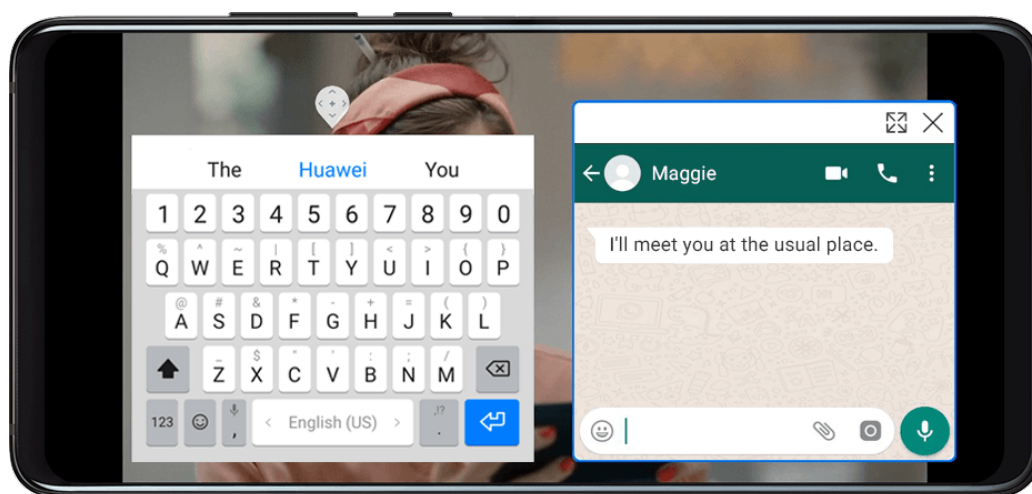 The Huawei You
1 2 3 4 5 6 7 8 9 0
% ^ ~ | [ ] < > { }
Q W E R T Y U I O P
@ # & * - + = ( )
A S D F G H J K L
_ $ " ' : ; /
Z X C V B N M
123 , < English (US) > ,!? .
Maggie
I'll meet you at the usual place.